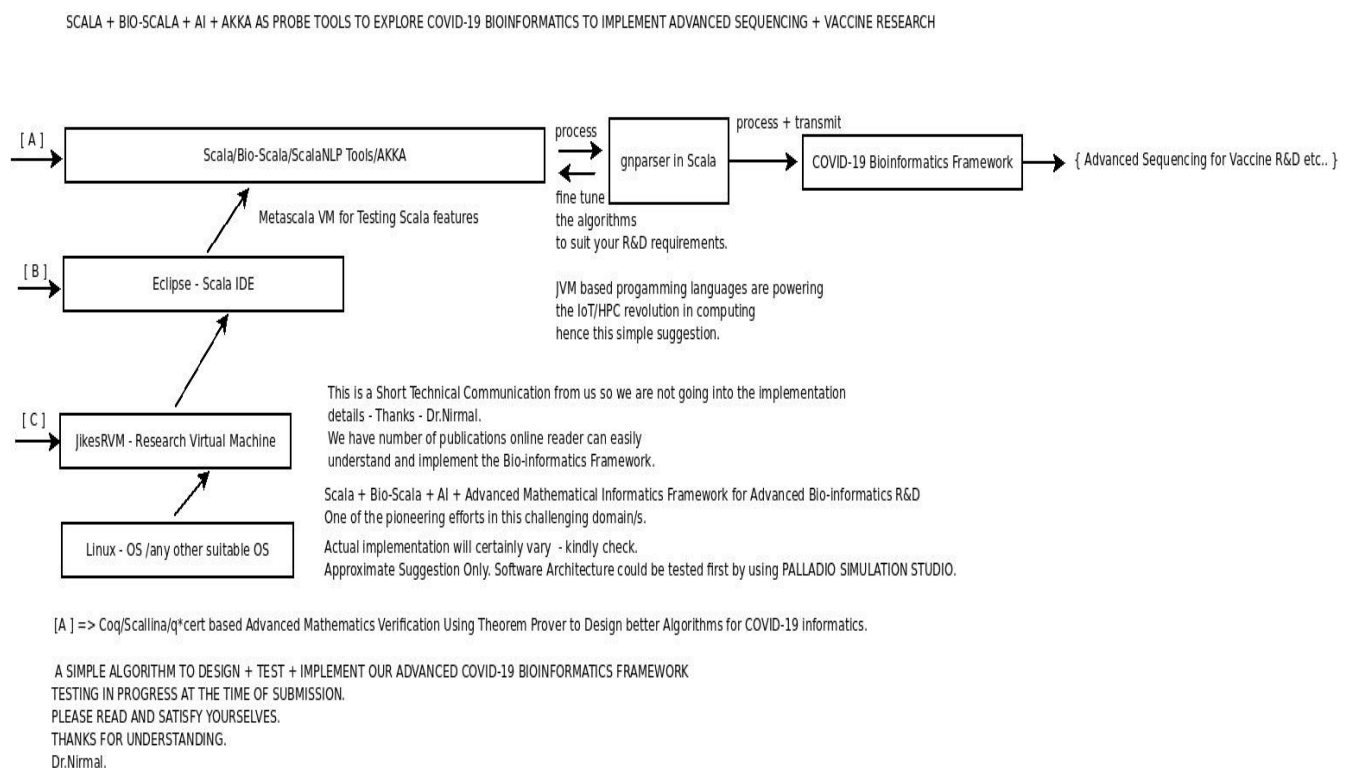 SCALA + BIO-SCALA + AI + AKKA AS PROBE TOOLS TO EXPLORE COVID-19 BIOINFORMATICS TO IMPLEMENT ADVANCED SEQUENCING + VACCINE RESEARCH
[ A ]
Scala/Bio-Scala/ScalaNLP Tools/AKKA
process
gnparser in Scala
process + transmit
COVID-19 Bioinformatics Framework
{ Advanced Sequencing for Vaccine R&D etc.. }
fine tune
the algorithms
to suit your R&D requirements.
Metascala VM for Testing Scala features
[ B ]
Eclipse - Scala IDE
JVM based progamming languages are powering
the IoT/HPC revolution in computing
hence this simple suggestion.
[ C ]
JikesRVM - Research Virtual Machine
This is a Short Technical Communication from us so we are not going into the implementation
details - Thanks - Dr.Nirmal.
We have number of publications online reader can easily
understand and implement the Bio-informatics Framework.
Scala + Bio-Scala + AI + Advanced Mathematical Informatics Framework for Advanced Bio-informatics R&D
One of the pioneering efforts in this challenging domain/s.
Linux - OS /any other suitable OS
Actual implementation will certainly vary - kindly check.
Approximate Suggestion Only. Software Architecture could be tested first by using PALLADIO SIMULATION STUDIO.
[A ] => Coq/Scallina/q*cert based Advanced Mathematics Verification Using Theorem Prover to Design better Algorithms for COVID-19 informatics.
A SIMPLE ALGORITHM TO DESIGN + TEST + IMPLEMENT OUR ADVANCED COVID-19 BIOINFORMATICS FRAMEWORK
TESTING IN PROGRESS AT THE TIME OF SUBMISSION.
PLEASE READ AND SATISFY YOURSELVES.
THANKS FOR UNDERSTANDING.
Dr.Nirmal.